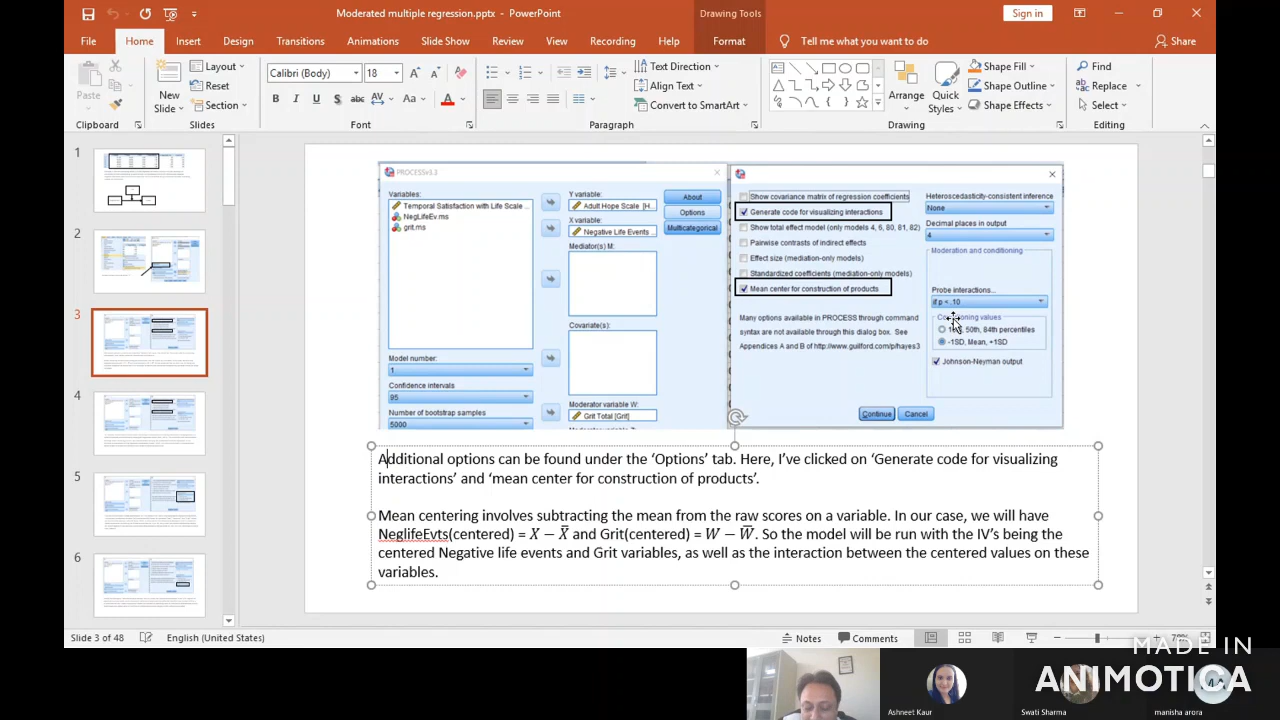 Moderated multiple regression.pptx - PowerPoint
Drawing Tools
Sign in
File
Home
Insert
Design
Transitions
Animations
Slide Show
Review
View
Recording
Help
Format
Tell me what you want to do
Share
Paste
New
Slide
Layout
Reset
Section
Calibri (Body)
18
Text Direction
Align Text
Convert to SmartArt
Arrange
Quick
Styles
Shape Fill
Shape Outline
Shape Effects
Find
Replace
Select
Clipboard
Slides
Font
Paragraph
Drawing
Editing
1
2
3
4
5
6
PROCESSv3.3
Variables:
Temporal Satisfaction with Life Scale ...
NegLifeEv.ms
grit.ms
Model number:
1
Confidence intervals
95
Number of bootstrap samples
5000
Y variable:
Adult Hope Scale [H...
X variable:
Negative Life Events ...
Mediator(s) M:
Covariate(s):
Moderator variable W:
Grit Total [Grit]
About
Options
Multicategorical
Show covariance matrix of regression coefficients
Generate code for visualizing interactions
Show total effect model (only models 4, 6, 80, 81, 82)
Pairwise contrasts of indirect effects
Effect size (mediation-only models)
Standardized coefficients (mediation-only models)
Mean center for construction of products
Many options available in PROCESS through command
syntax are not available through this dialog box. See
Appendices A and B of http://www.guilford.com/p/hayes3
Heteroscedasticity-consistent inference
None
Decimal places in output
4
Moderation and conditioning
Probe interactions...
if p < .10
50th, 84th percentiles
-1SD, Mean, +1SD
Johnson-Neyman output
Continue
Cancel
Additional options can be found under the ‘Options’ tab. Here, I’ve clicked on ‘Generate code for visualizing
interactions’ and ‘mean center for construction of products’.
Mean centering involves subtracting the mean from the raw scores on a variable. In our case, we will have
NeglifeEvts(centered) = X − X̅ and Grit(centered) = W − W̅. So the model will be run with the IV’s being the
centered Negative life events and Grit variables, as well as the interaction between the centered values on these
variables.
Slide 3 of 48
English (United States)
Notes
Comments
MADE IN
ANIMOTICA
Ashneet Kaur
Swati Sharma
manisha arora